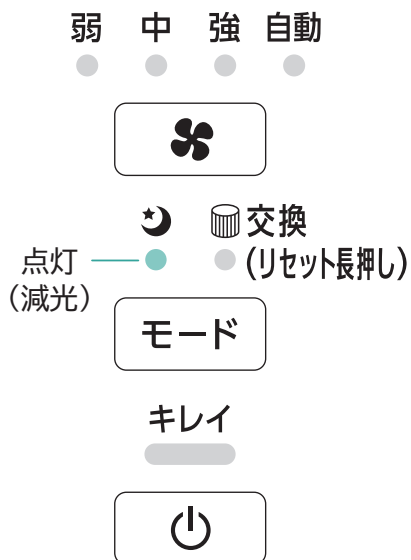 弱 中 強 自動
交換
点灯 (リセット長押し)
（減光）
モード
キレイ